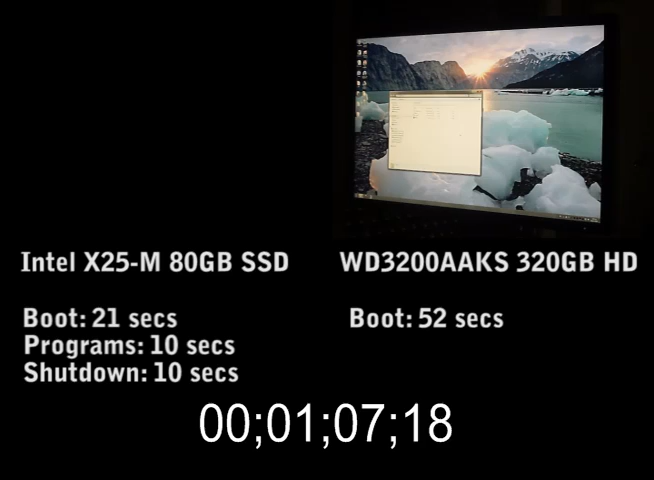 Intel X25-M 80GB SSD
WD3200AAKS 320GB HD
Boot: 21 secs
Programs: 10 secs
Shutdown: 10 secs
Boot: 52 secs
00;01;07;18